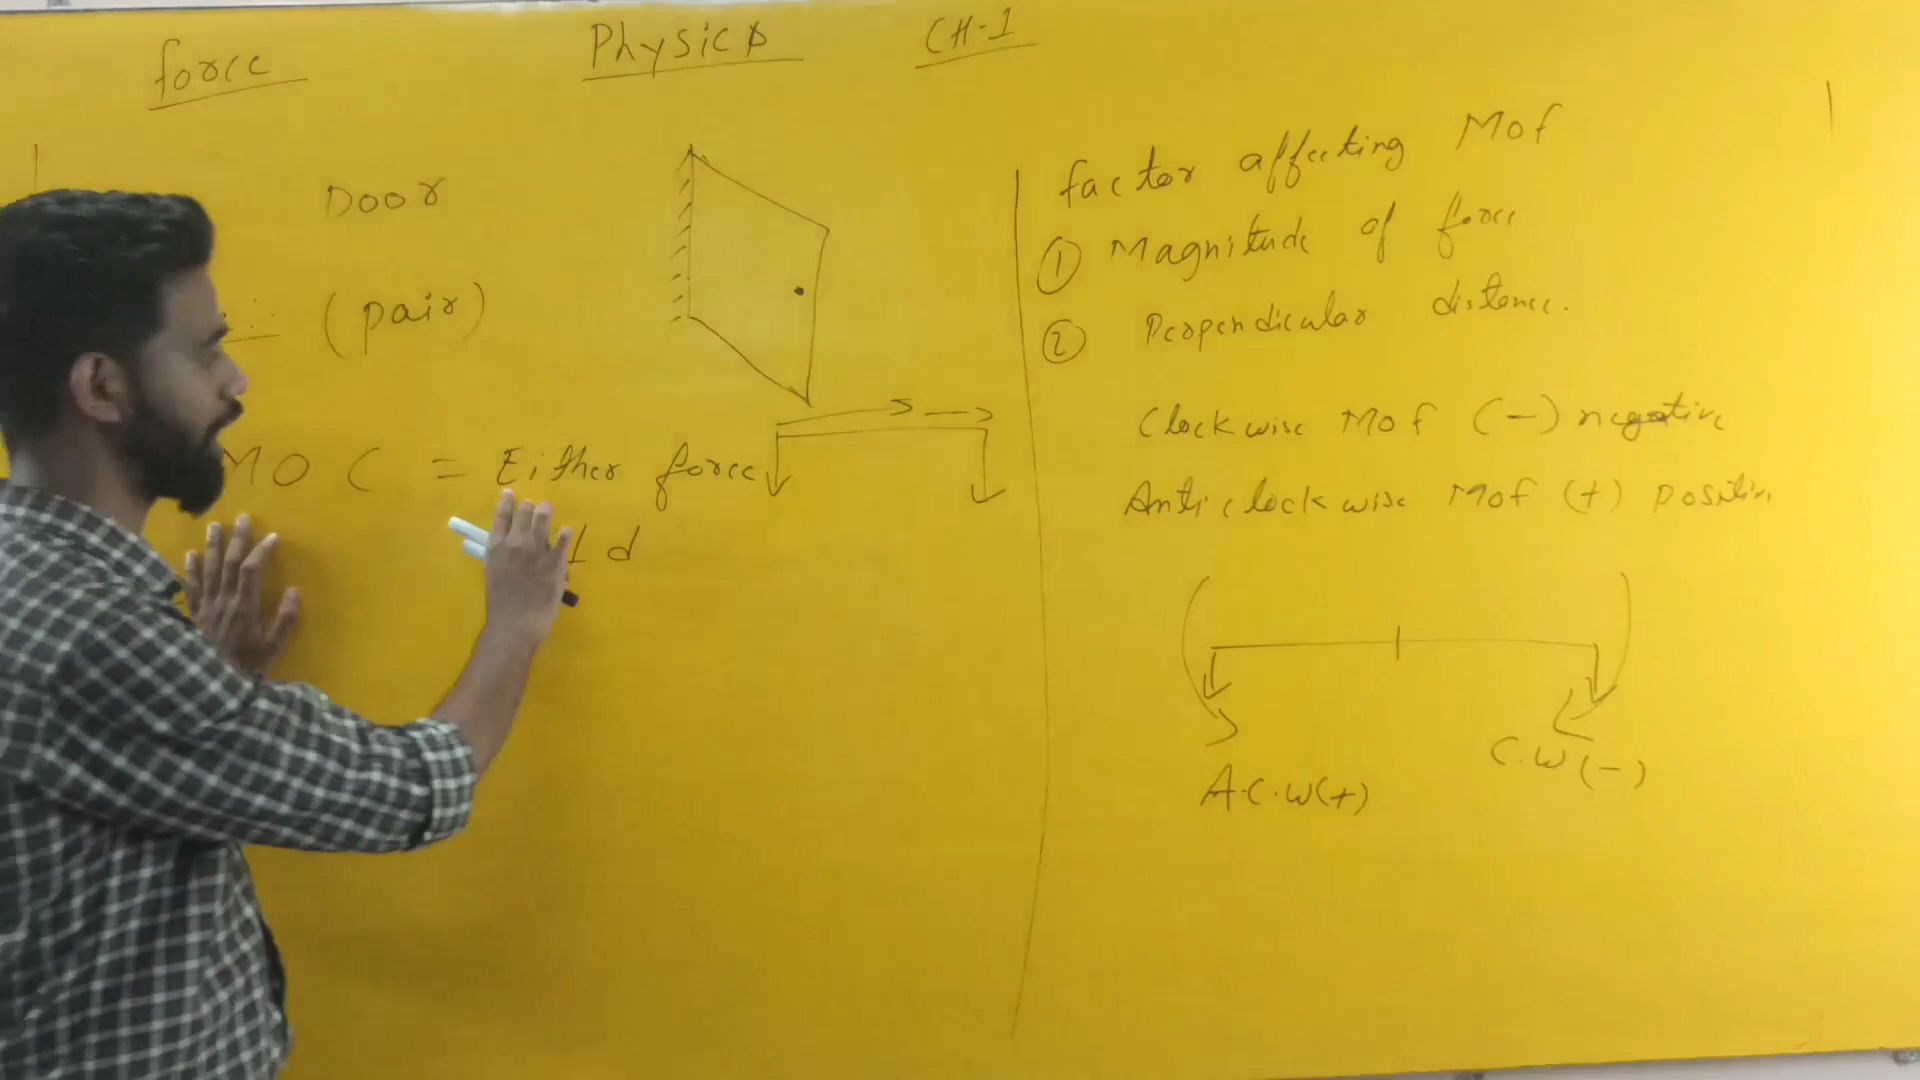 force
Physics
CH-1
Door
(pair)
MOC = Either force
⊥ d
factor affecting Mof
① Magnitude of force
② Perpendicular distance.
Clockwise Mof (-) negative
Anticlockwise Mof (+) Positive
A.C.W(+)
C.W(-)